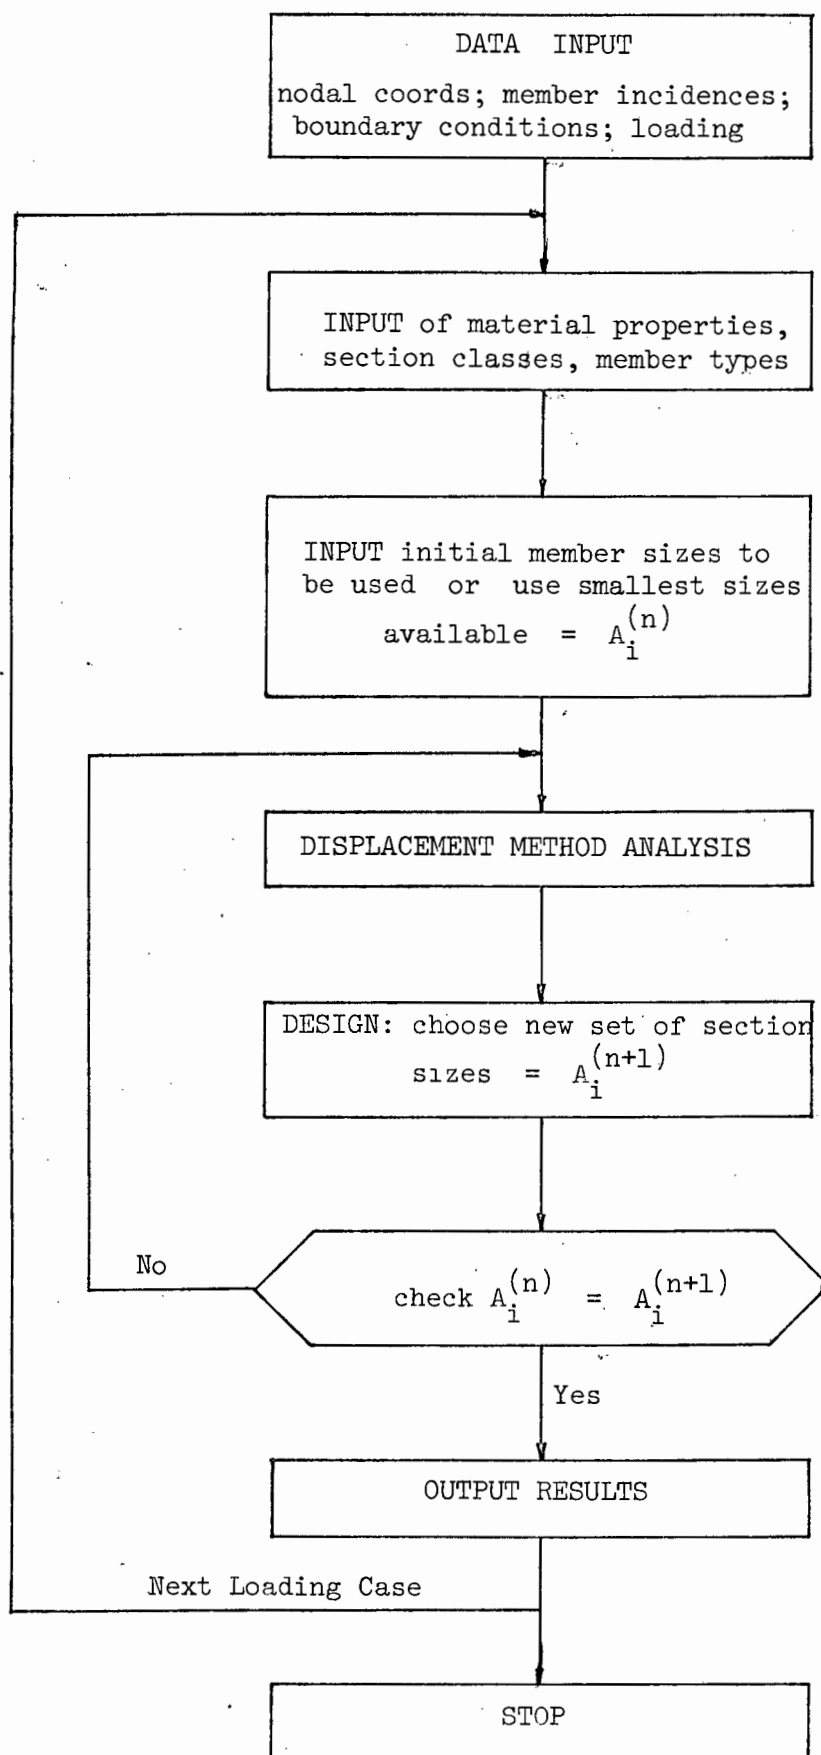 DATA INPUT
nodal coords; member incidences;
boundary conditions; loading
INPUT of material properties,
section classes, member types
INPUT initial member sizes to
be used or use smallest sizes
available = A_i^(n)
DISPLACEMENT METHOD ANALYSIS
DESIGN: choose new set of section
sizes = A_i^(n+1)
No
check A_i^(n) = A_i^(n+1)
Yes
OUTPUT RESULTS
Next Loading Case
STOP